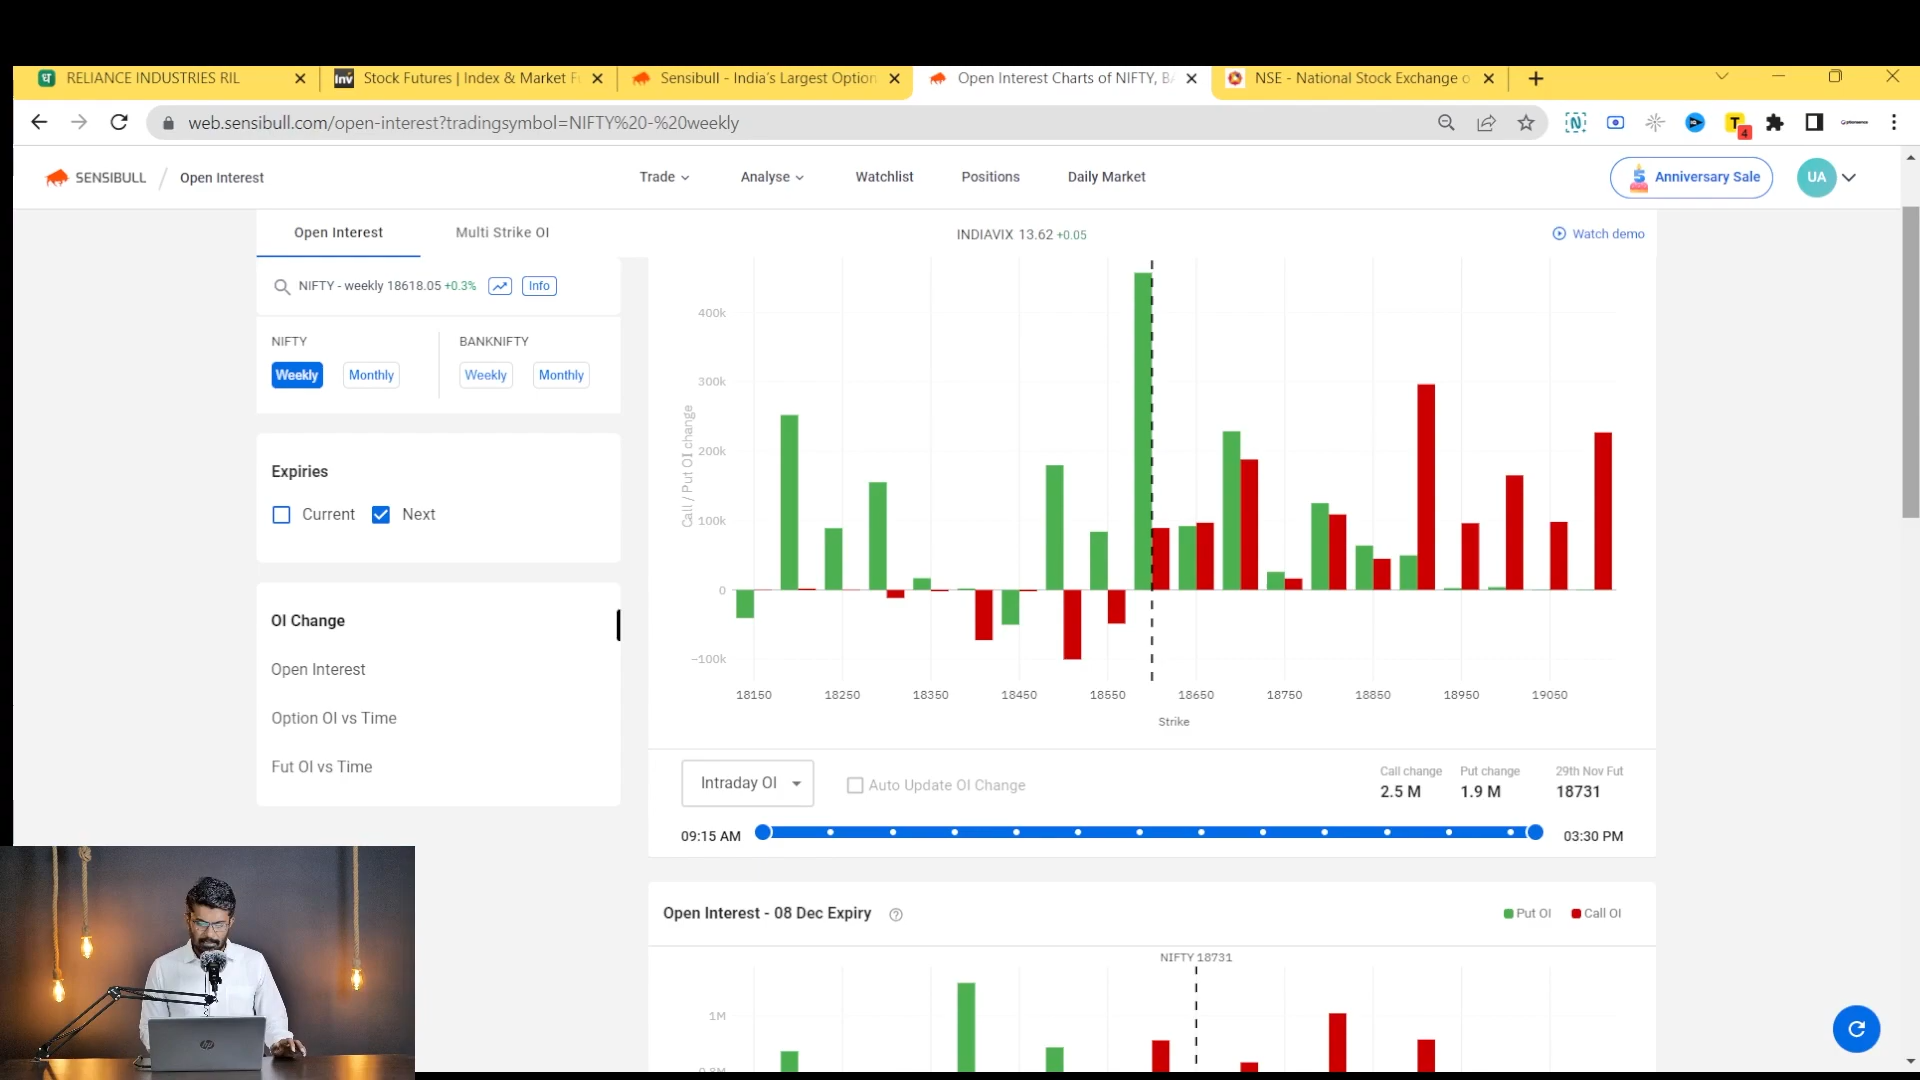 RELIANCE INDUSTRIES RIL
Inv
Stock Futures | Index & Market F
Sensibull - India's Largest Option
Open Interest Charts of NIFTY, BA
NSE - National Stock Exchange o
web.sensibull.com/open-interest?tradingsymbol=NIFTY%20-%20weekly
T
4
SENSIBULL / Open Interest
Trade
Analyse
Watchlist
Positions
Daily Market
5 Anniversary Sale
UA
Open Interest
Multi Strike OI
INDIAVIX 13.62 +0.05
Watch demo
NIFTY - weekly 18618.05 +0.3%
Info
NIFTY
BANKNIFTY
Weekly
Monthly
Weekly
Monthly
Expiries
Current
Next
OI Change
Open Interest
Option OI vs Time
Fut OI vs Time
Call / Put OI change
400k
300k
200k
100k
0
−100k
18150
18250
18350
18450
18550
18650
18750
18850
18950
19050
Strike
Intraday OI
Auto Update OI Change
Call change
2.5 M
Put change
1.9 M
29th Nov Fut
18731
09:15 AM
03:30 PM
Open Interest - 08 Dec Expiry
Put OI
Call OI
NIFTY 18731
1M
hp